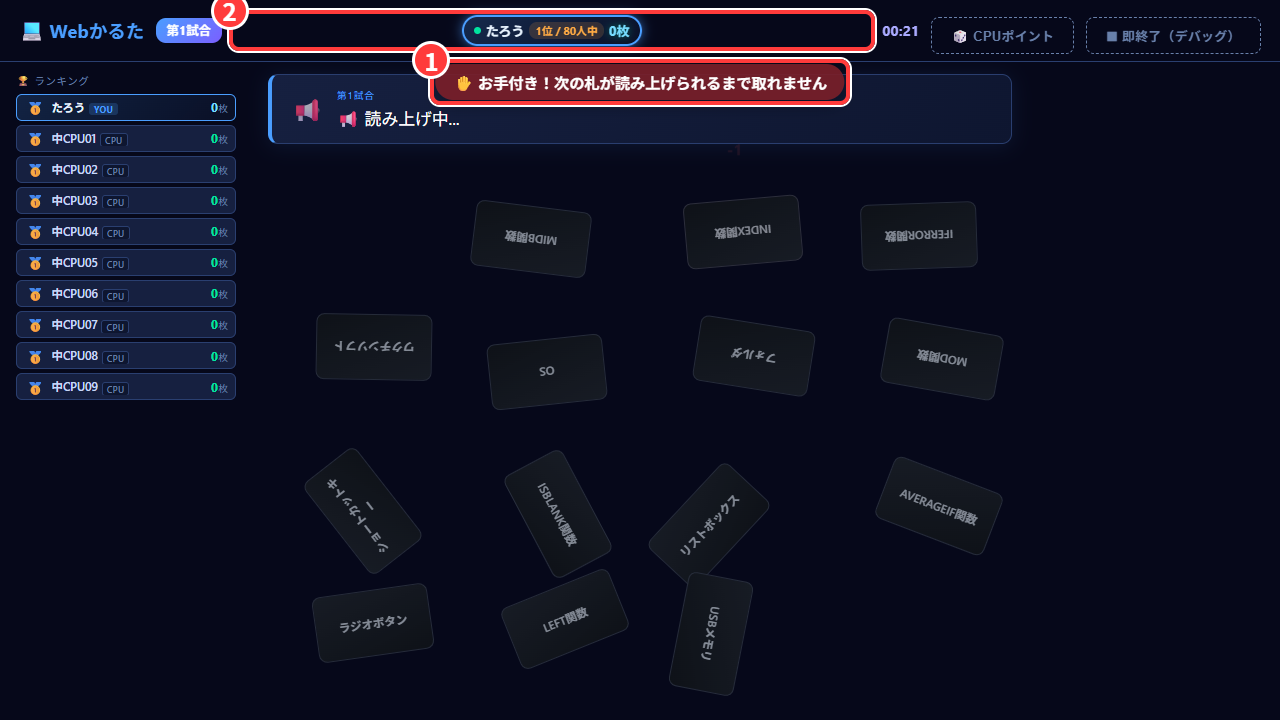 Webかるた
第1試合
2
たろう 1位 / 80人中 0枚
00:21
CPUポイント
即終了（デバッグ）
1
お手付き！次の札が読み上げられるまで取れません
ランキング
たろう YOU 0枚
中CPU01 CPU 0枚
中CPU02 CPU 0枚
中CPU03 CPU 0枚
中CPU04 CPU 0枚
中CPU05 CPU 0枚
中CPU06 CPU 0枚
中CPU07 CPU 0枚
中CPU08 CPU 0枚
中CPU09 CPU 0枚
第1試合
読み上げ中...
-1
MIDB関数
INDEX関数
IFERROR関数
ワクチンソフト
OS
フォルダ
MOD関数
ショートカットキー
ISBLANK関数
リストボックス
AVERAGEIF関数
ラジオボタン
LEFT関数
USBメモリ